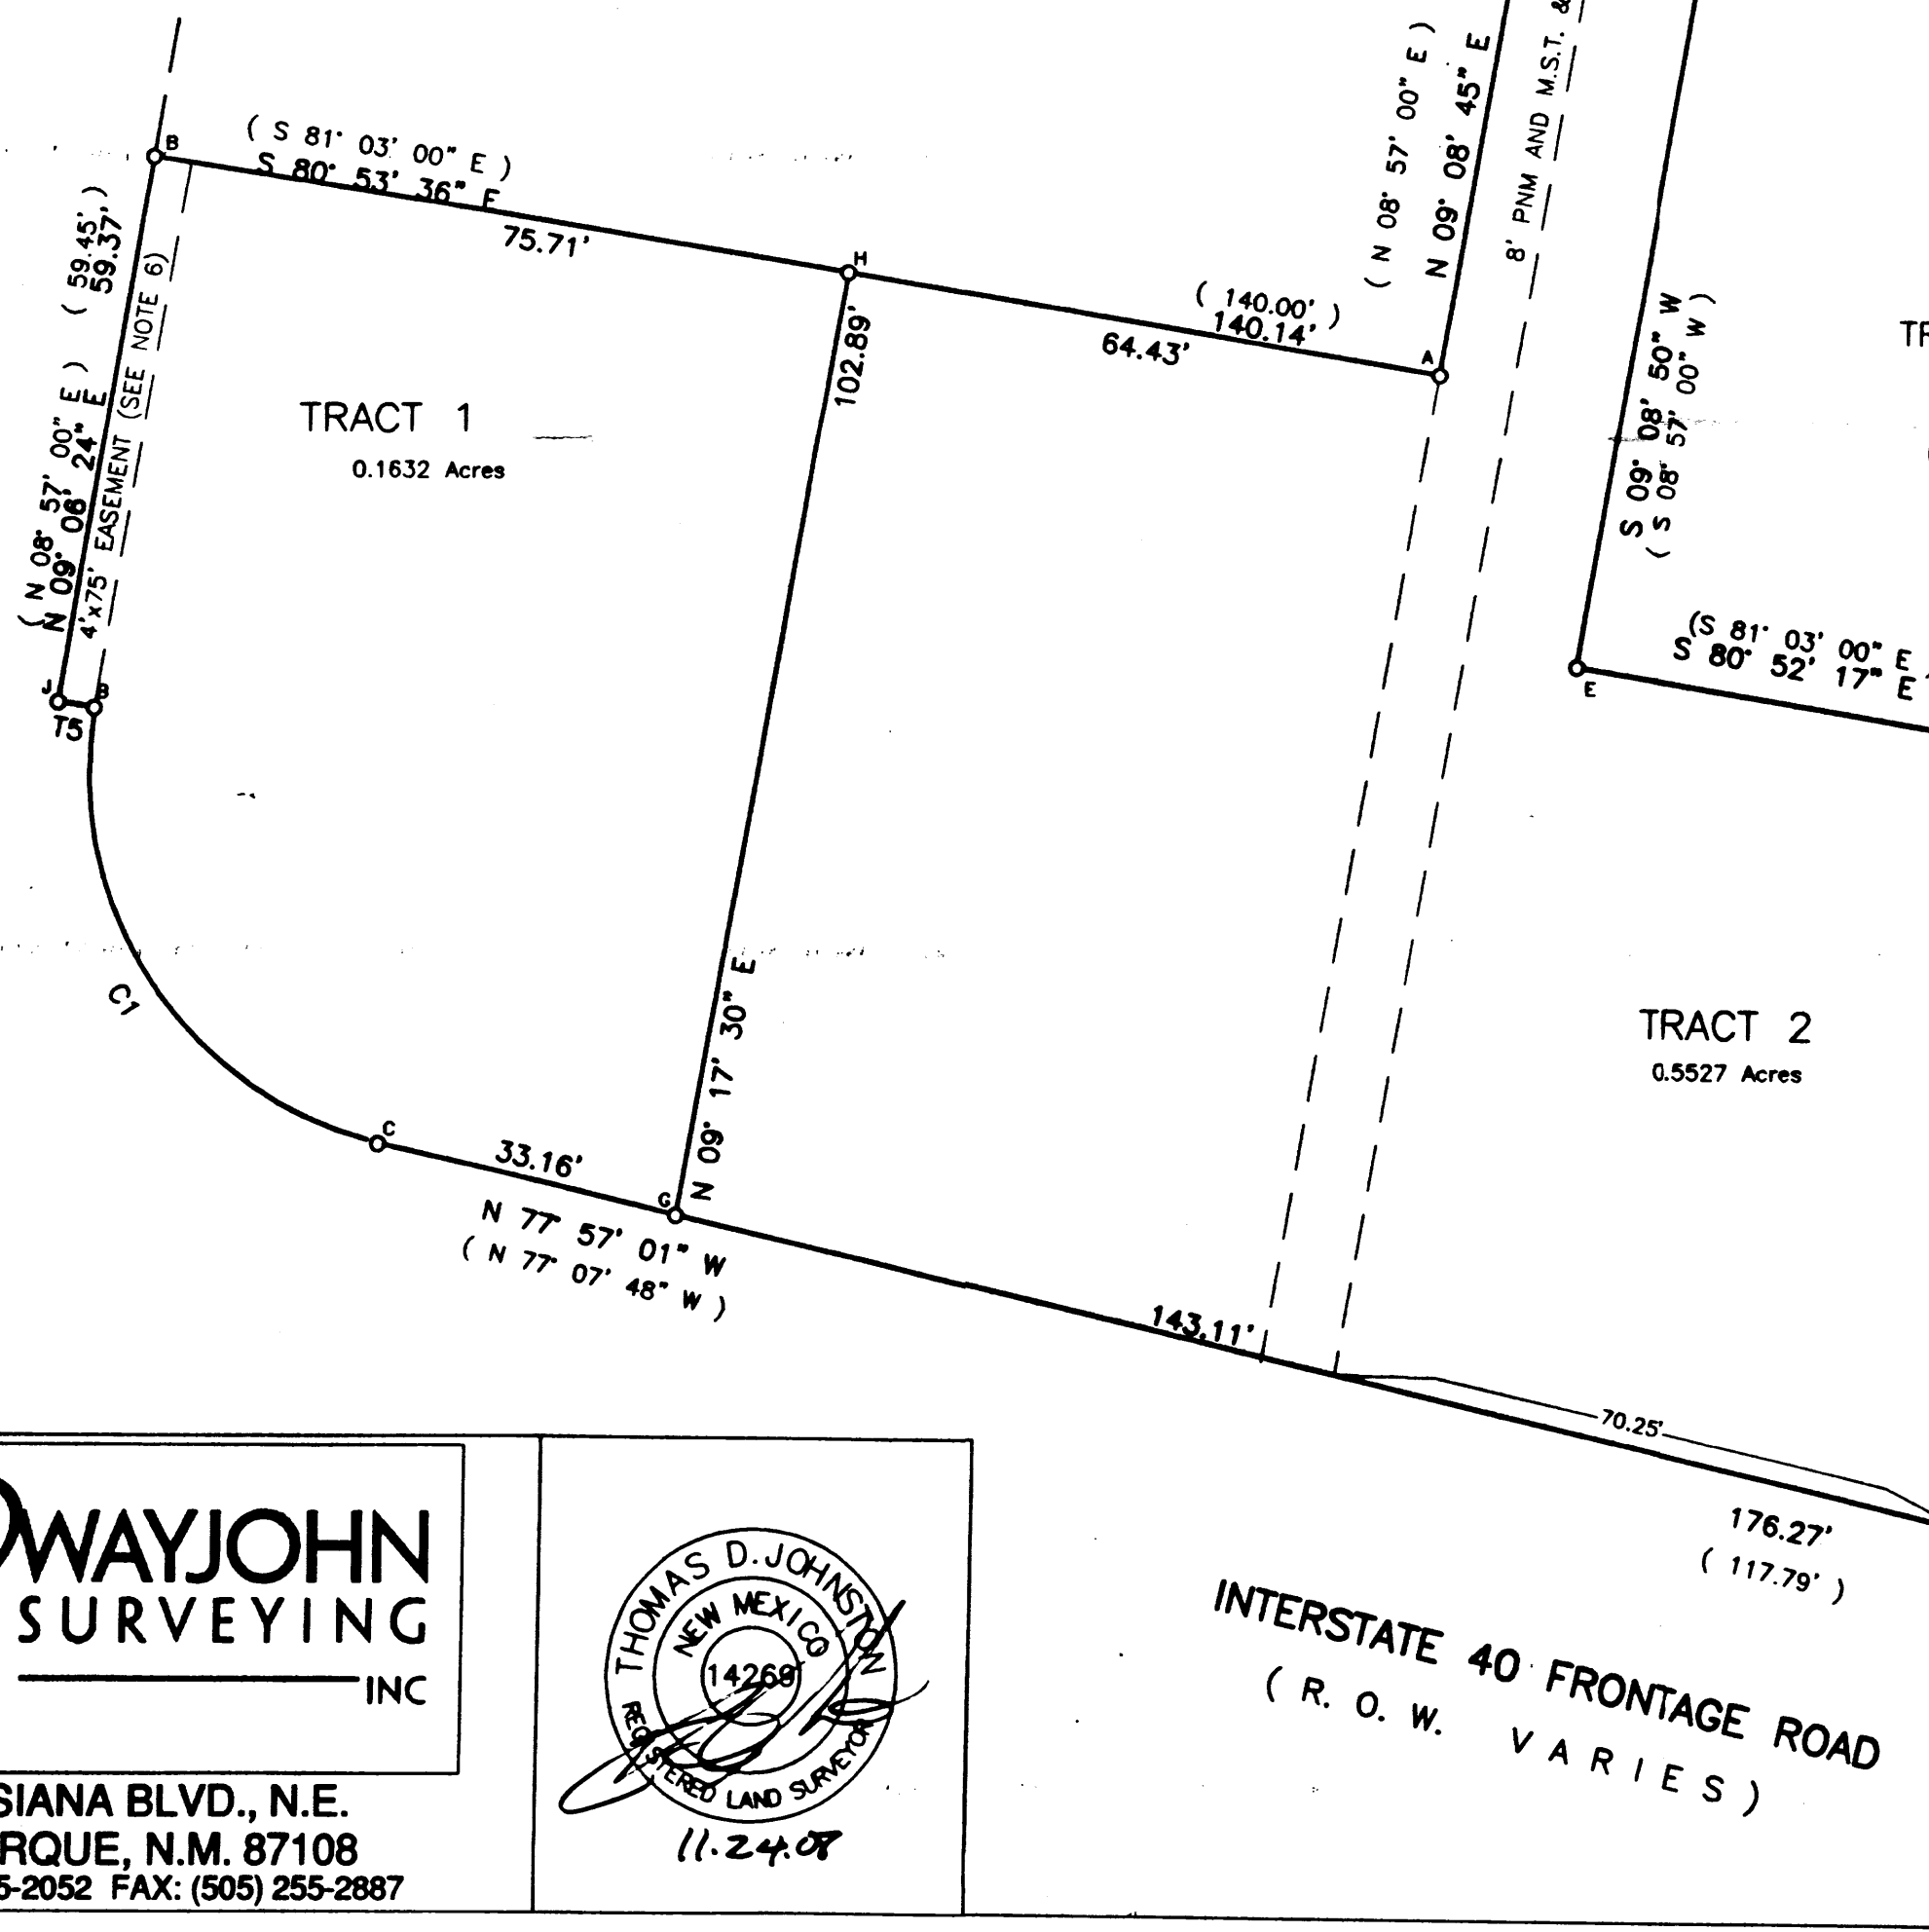 B
( S 81° 03' 00" E )
S 80° 53' 36" E
75.71'
H
( 140.00' )
140.14'
64.43'
A
( N 08° 57' 00" E )
N 09° 08' 45" E
8' PNM AND M.S.T. &
( 59.45' )
59.37'
( N 08° 57' 00" E )
N 09° 06' 24" E
4'x75' EASEMENT (SEE NOTE 6)
TRACT 1
0.1632 Acres
102.89'
N 09° 17' 30" E
S 09° 08' 50" W
( S 08° 57' 00" W )
TR
(S 81° 03' 00" E
S 80° 52' 17" E
E
J
B
T5
C1
C
33.16'
G
N 77° 57' 01" W
( N 77° 07' 48" W )
TRACT 2
0.5527 Acres
143.11'
70.25'
176.27'
( 117.79' )
INTERSTATE 40 FRONTAGE ROAD
( R. O. W. VARIES )
WAYJOHN
SURVEYING
INC
SIANA BLVD., N.E.
RQUE, N.M. 87108
5-2052 FAX: (505) 255-2887
THOMAS D. JOHNSTON
NEW MEXICO
14269
REGISTERED LAND SURVEYOR
11.24.08